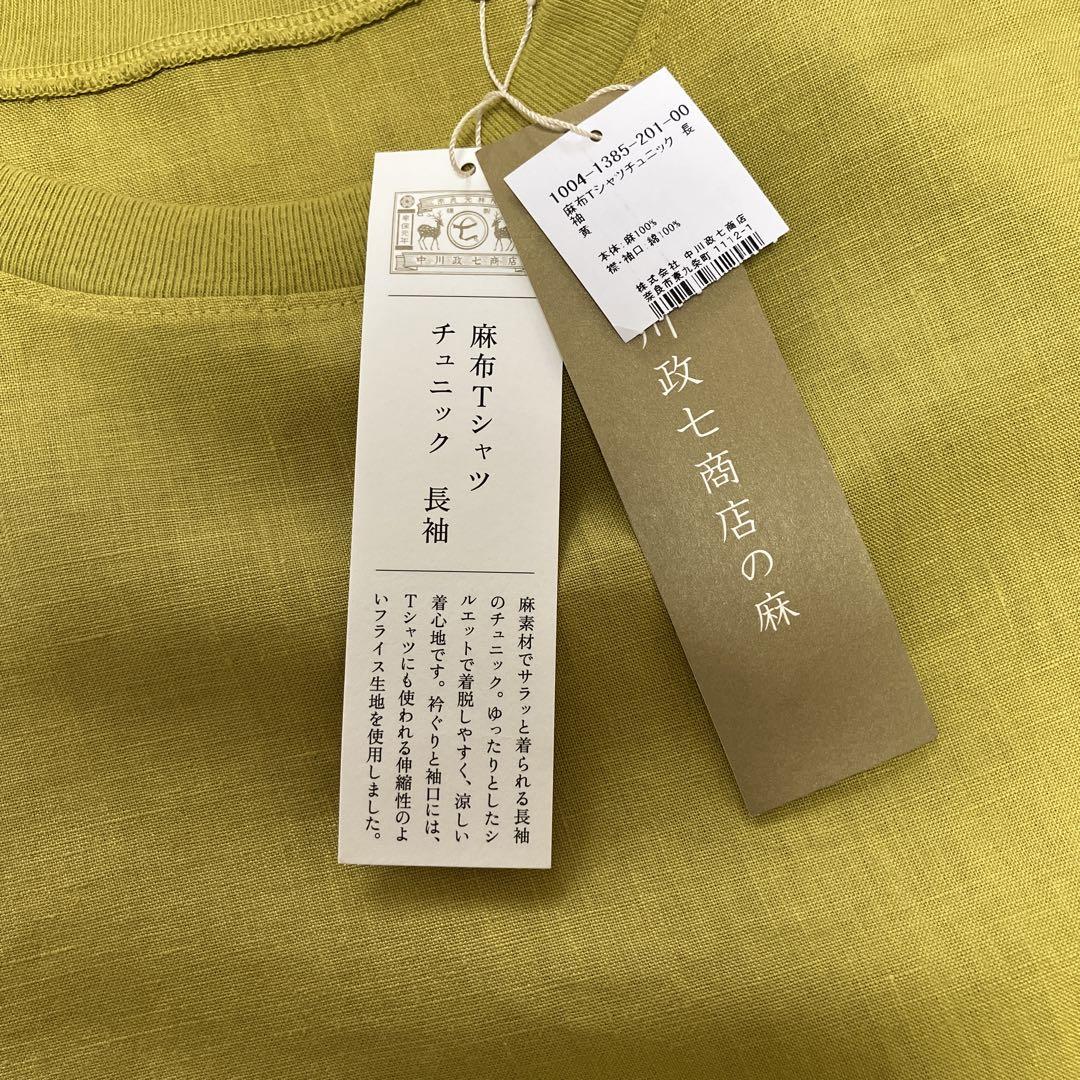 中川政七商店
享保元年
七
麻布Tシャツ
チュニック 長袖
麻素材でサラッと着られる長袖
のチュニック。ゆったりとしたシ
ルエットで着脱しやすく、涼しい
着心地です。衿ぐりと袖口には、
Tシャツにも使われる伸縮性のよ
いフライス生地を使用しました。
1004-1385-201-00
麻布Tシャツチュニック 長
袖
黄
本体:麻100%
襟・袖口 綿100%
株式会社 中川政七商店
奈良市東九条町1112-1
川政七商店の麻